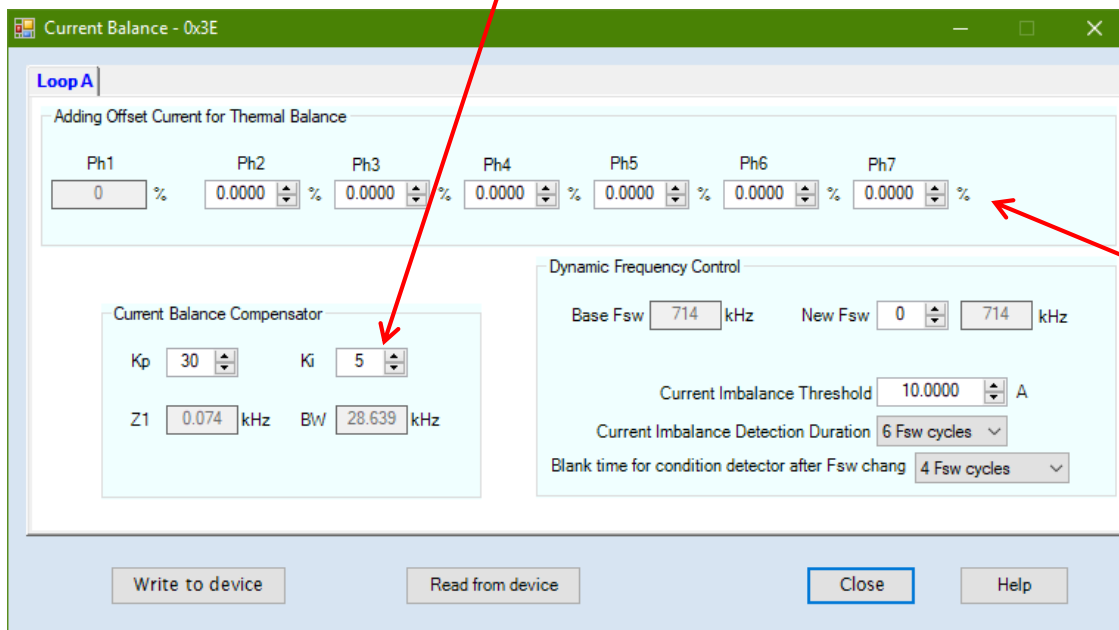 Current Balance - 0x3E
Loop A
Adding Offset Current for Thermal Balance
Ph1 Ph2 Ph3 Ph4 Ph5 Ph6 Ph7
0 % 0.0000 % 0.0000 % 0.0000 % 0.0000 % 0.0000 % 0.0000 %
Dynamic Frequency Control
Base Fsw 714 kHz New Fsw 0 714 kHz
Current Balance Compensator
Kp 30 Ki 5
Current Imbalance Threshold 10.0000 A
Z1 0.074 kHz BW 28.639 kHz
Current Imbalance Detection Duration 6 Fsw cycles
Blank time for condition detector after Fsw chang 4 Fsw cycles
Write to device Read from device Close Help